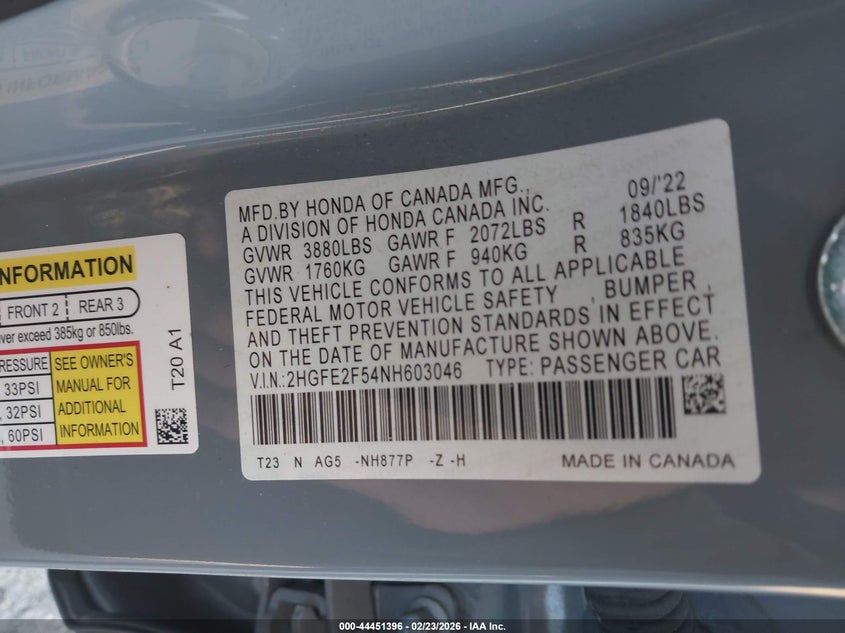 MFD.BY HONDA OF CANADA MFG., 09/'22
A DIVISION OF HONDA CANADA INC.
GVWR 3880LBS GAWR F 2072LBS R 1840LBS
GVWR 1760KG GAWR F 940KG R 835KG
THIS VEHICLE CONFORMS TO ALL APPLICABLE
FEDERAL MOTOR VEHICLE SAFETY , BUMPER ,
AND THEFT PREVENTION STANDARDS IN EFFECT
ON THE DATE OF MANUFACTURE SHOWN ABOVE.
V.I.N.:2HGFE2F54NH603046 TYPE: PASSENGER CAR
T23 N AG5 -NH877P -Z -H MADE IN CANADA
INFORMATION
FRONT 2 REAR 3
exceed 385kg or 850lbs.
SEE OWNER'S
33PSI MANUAL FOR
, 32PSI ADDITIONAL
, 60PSI INFORMATION
T20 A1
000-44451396 - 02/23/2026 - IAA Inc.